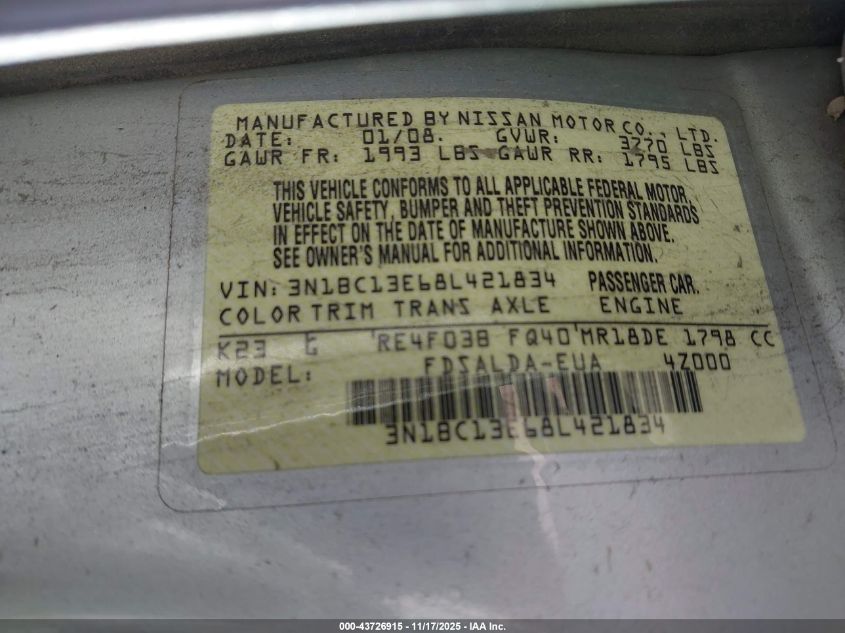 MANUFACTURED BY NISSAN MOTOR CO., LTD.
DATE: 01/08. GVWR: 3270 LBS
GAWR FR: 1993 LBS GAWR RR: 1795 LBS
THIS VEHICLE CONFORMS TO ALL APPLICABLE FEDERAL MOTOR
VEHICLE SAFETY, BUMPER AND THEFT PREVENTION STANDARDS
IN EFFECT ON THE DATE OF MANUFACTURE SHOWN ABOVE.
SEE OWNER'S MANUAL FOR ADDITIONAL INFORMATION.
VIN: 3N1BC13E68L421834 PASSENGER CAR.
COLOR TRIM TRANS AXLE ENGINE
K23 G RE4F03B FQ40 MR18DE 1798 CC
MODEL: FDSALDA-EUA 4Z000
3N1BC13E68L421834
000-43726915 - 11/17/2025 - IAA Inc.